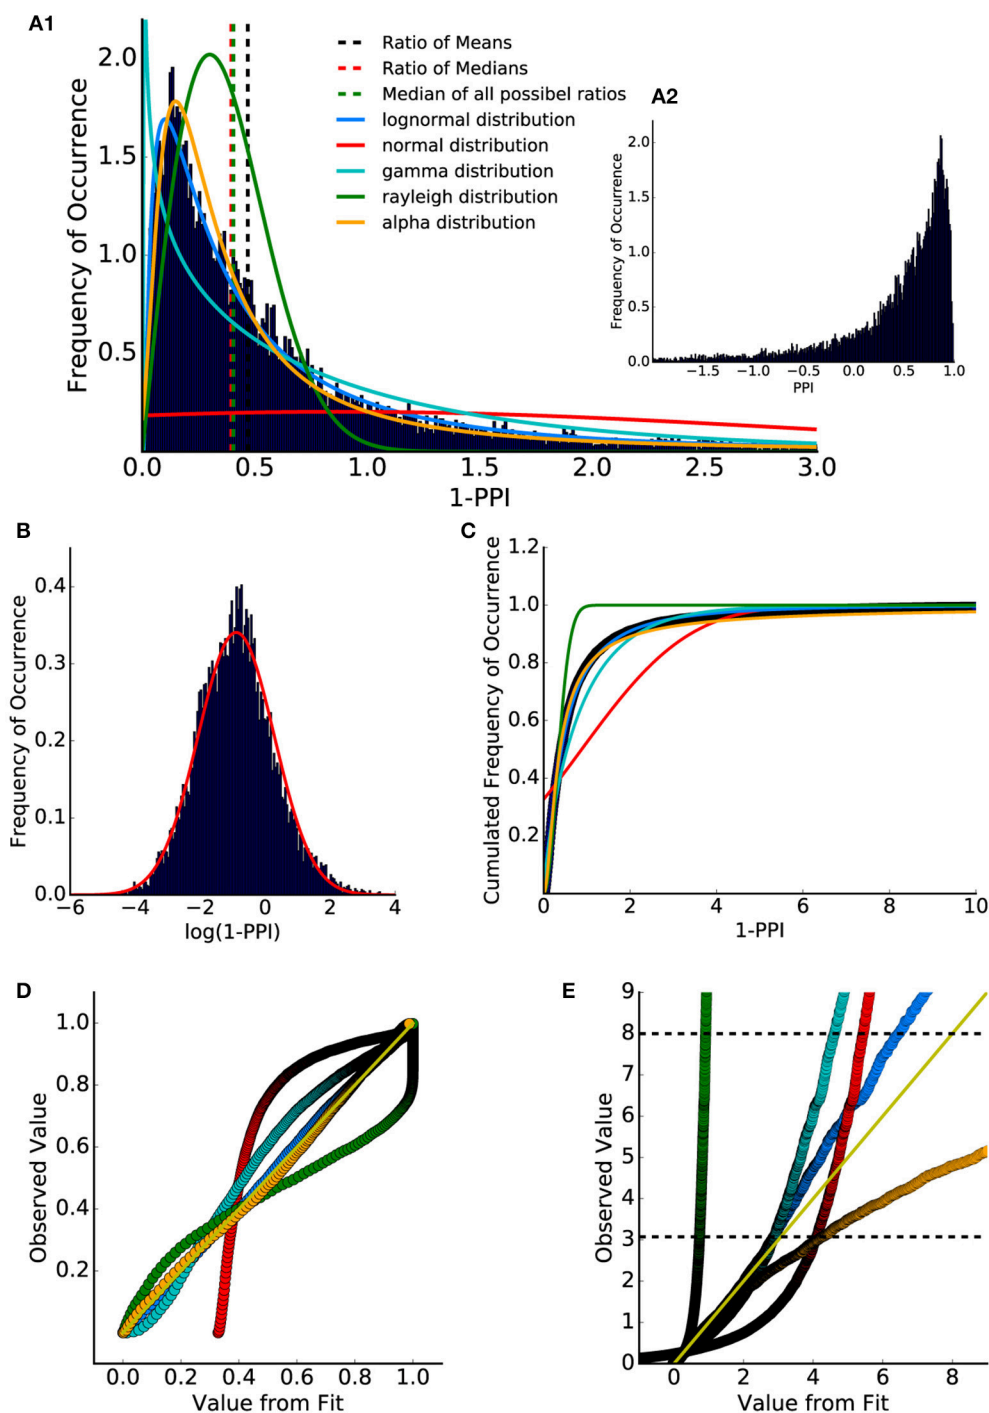 A1
Frequency of Occurrence
2.0
1.5
1.0
0.5
0.0
0.5
1.0
1.5
2.0
2.5
3.0
1-PPI
Ratio of Means
Ratio of Medians
Median of all possibel ratios
lognormal distribution
normal distribution
gamma distribution
rayleigh distribution
alpha distribution
A2
Frequency of Occurrence
2.0
1.5
1.0
0.5
0.0
−1.5
−1.0
−0.5
0.0
0.5
1.0
PPI
B
Frequency of Occurrence
0.4
0.3
0.2
0.1
0.0
−6
−4
−2
0
2
4
log(1-PPI)
C
Cumulated Frequency of Occurrence
1.2
1.0
0.8
0.6
0.4
0.2
0
2
4
6
8
10
1-PPI
D
Observed Value
1.0
0.8
0.6
0.4
0.2
0.0
0.2
0.4
0.6
0.8
1.0
Value from Fit
E
Observed Value
9
8
7
6
5
4
3
2
1
0
0
2
4
6
8
Value from Fit